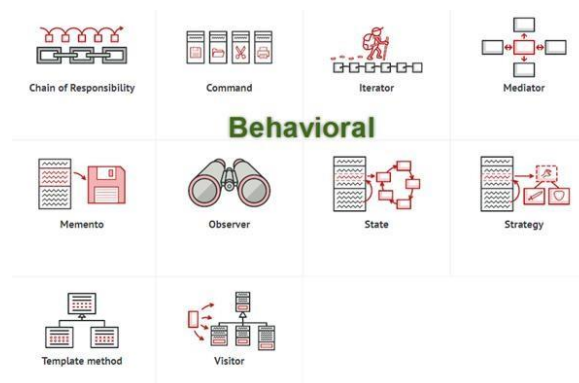 Chain of Responsibility
Command
Iterator
Mediator
Behavioral
Memento
Observer
State
Strategy
Template method
Visitor